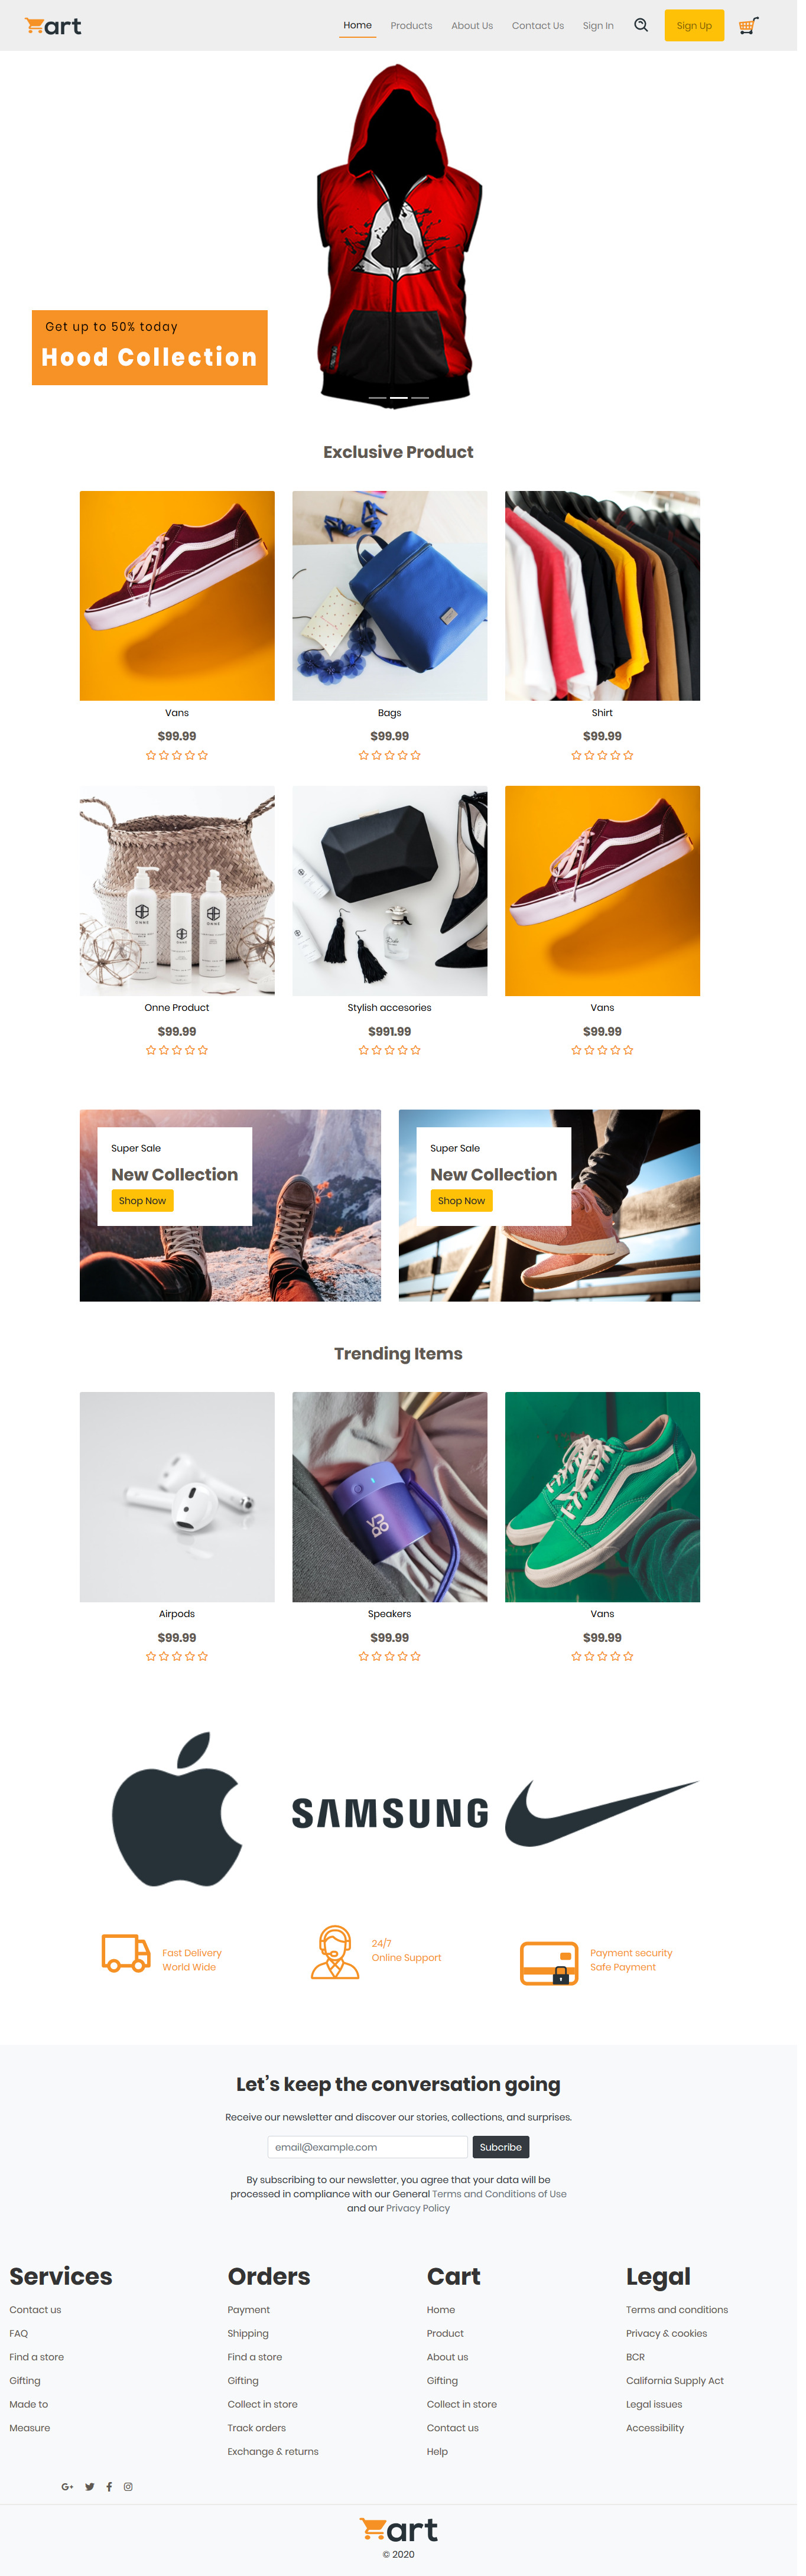 art
Home Products About Us Contact Us Sign In Sign Up
Get up to 50% today
Hood Collection
Exclusive Product
Vans Bags Shirt
$99.99 $99.99 $99.99
ONNE ONNE ONNE
Onne Product Stylish accesories Vans
$99.99 $991.99 $99.99
Super Sale
New Collection
Shop Now
Super Sale
New Collection
Shop Now
Trending Items
Airpods Speakers Vans
$99.99 $99.99 $99.99
SAMSUNG
Fast Delivery
World Wide
24/7
Online Support
Payment security
Safe Payment
Let's keep the conversation going
Receive our newsletter and discover our stories, collections, and surprises.
email@example.com Subcribe
By subscribing to our newsletter, you agree that your data will be
processed in compliance with our General Terms and Conditions of Use
and our Privacy Policy
Services
Contact us
FAQ
Find a store
Gifting
Made to
Measure
Orders
Payment
Shipping
Find a store
Gifting
Collect in store
Track orders
Exchange & returns
Cart
Home
Product
About us
Gifting
Collect in store
Contact us
Help
Legal
Terms and conditions
Privacy & cookies
BCR
California Supply Act
Legal issues
Accessibility
G+
art
© 2020